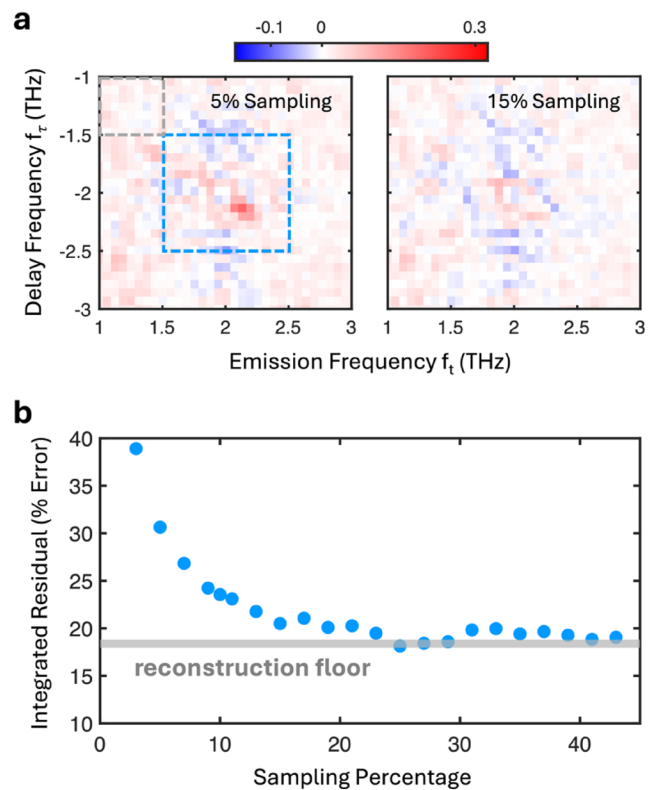 a
-0.1 0 0.3
5% Sampling
15% Sampling
Delay Frequency fτ (THz)
-1
-1.5
-2
-2.5
-3
1 1.5 2 2.5 3
1 1.5 2 2.5 3
Emission Frequency ft (THz)
b
Integrated Residual (% Error)
40
35
30
25
20
15
10
reconstruction floor
0 10 20 30 40
Sampling Percentage